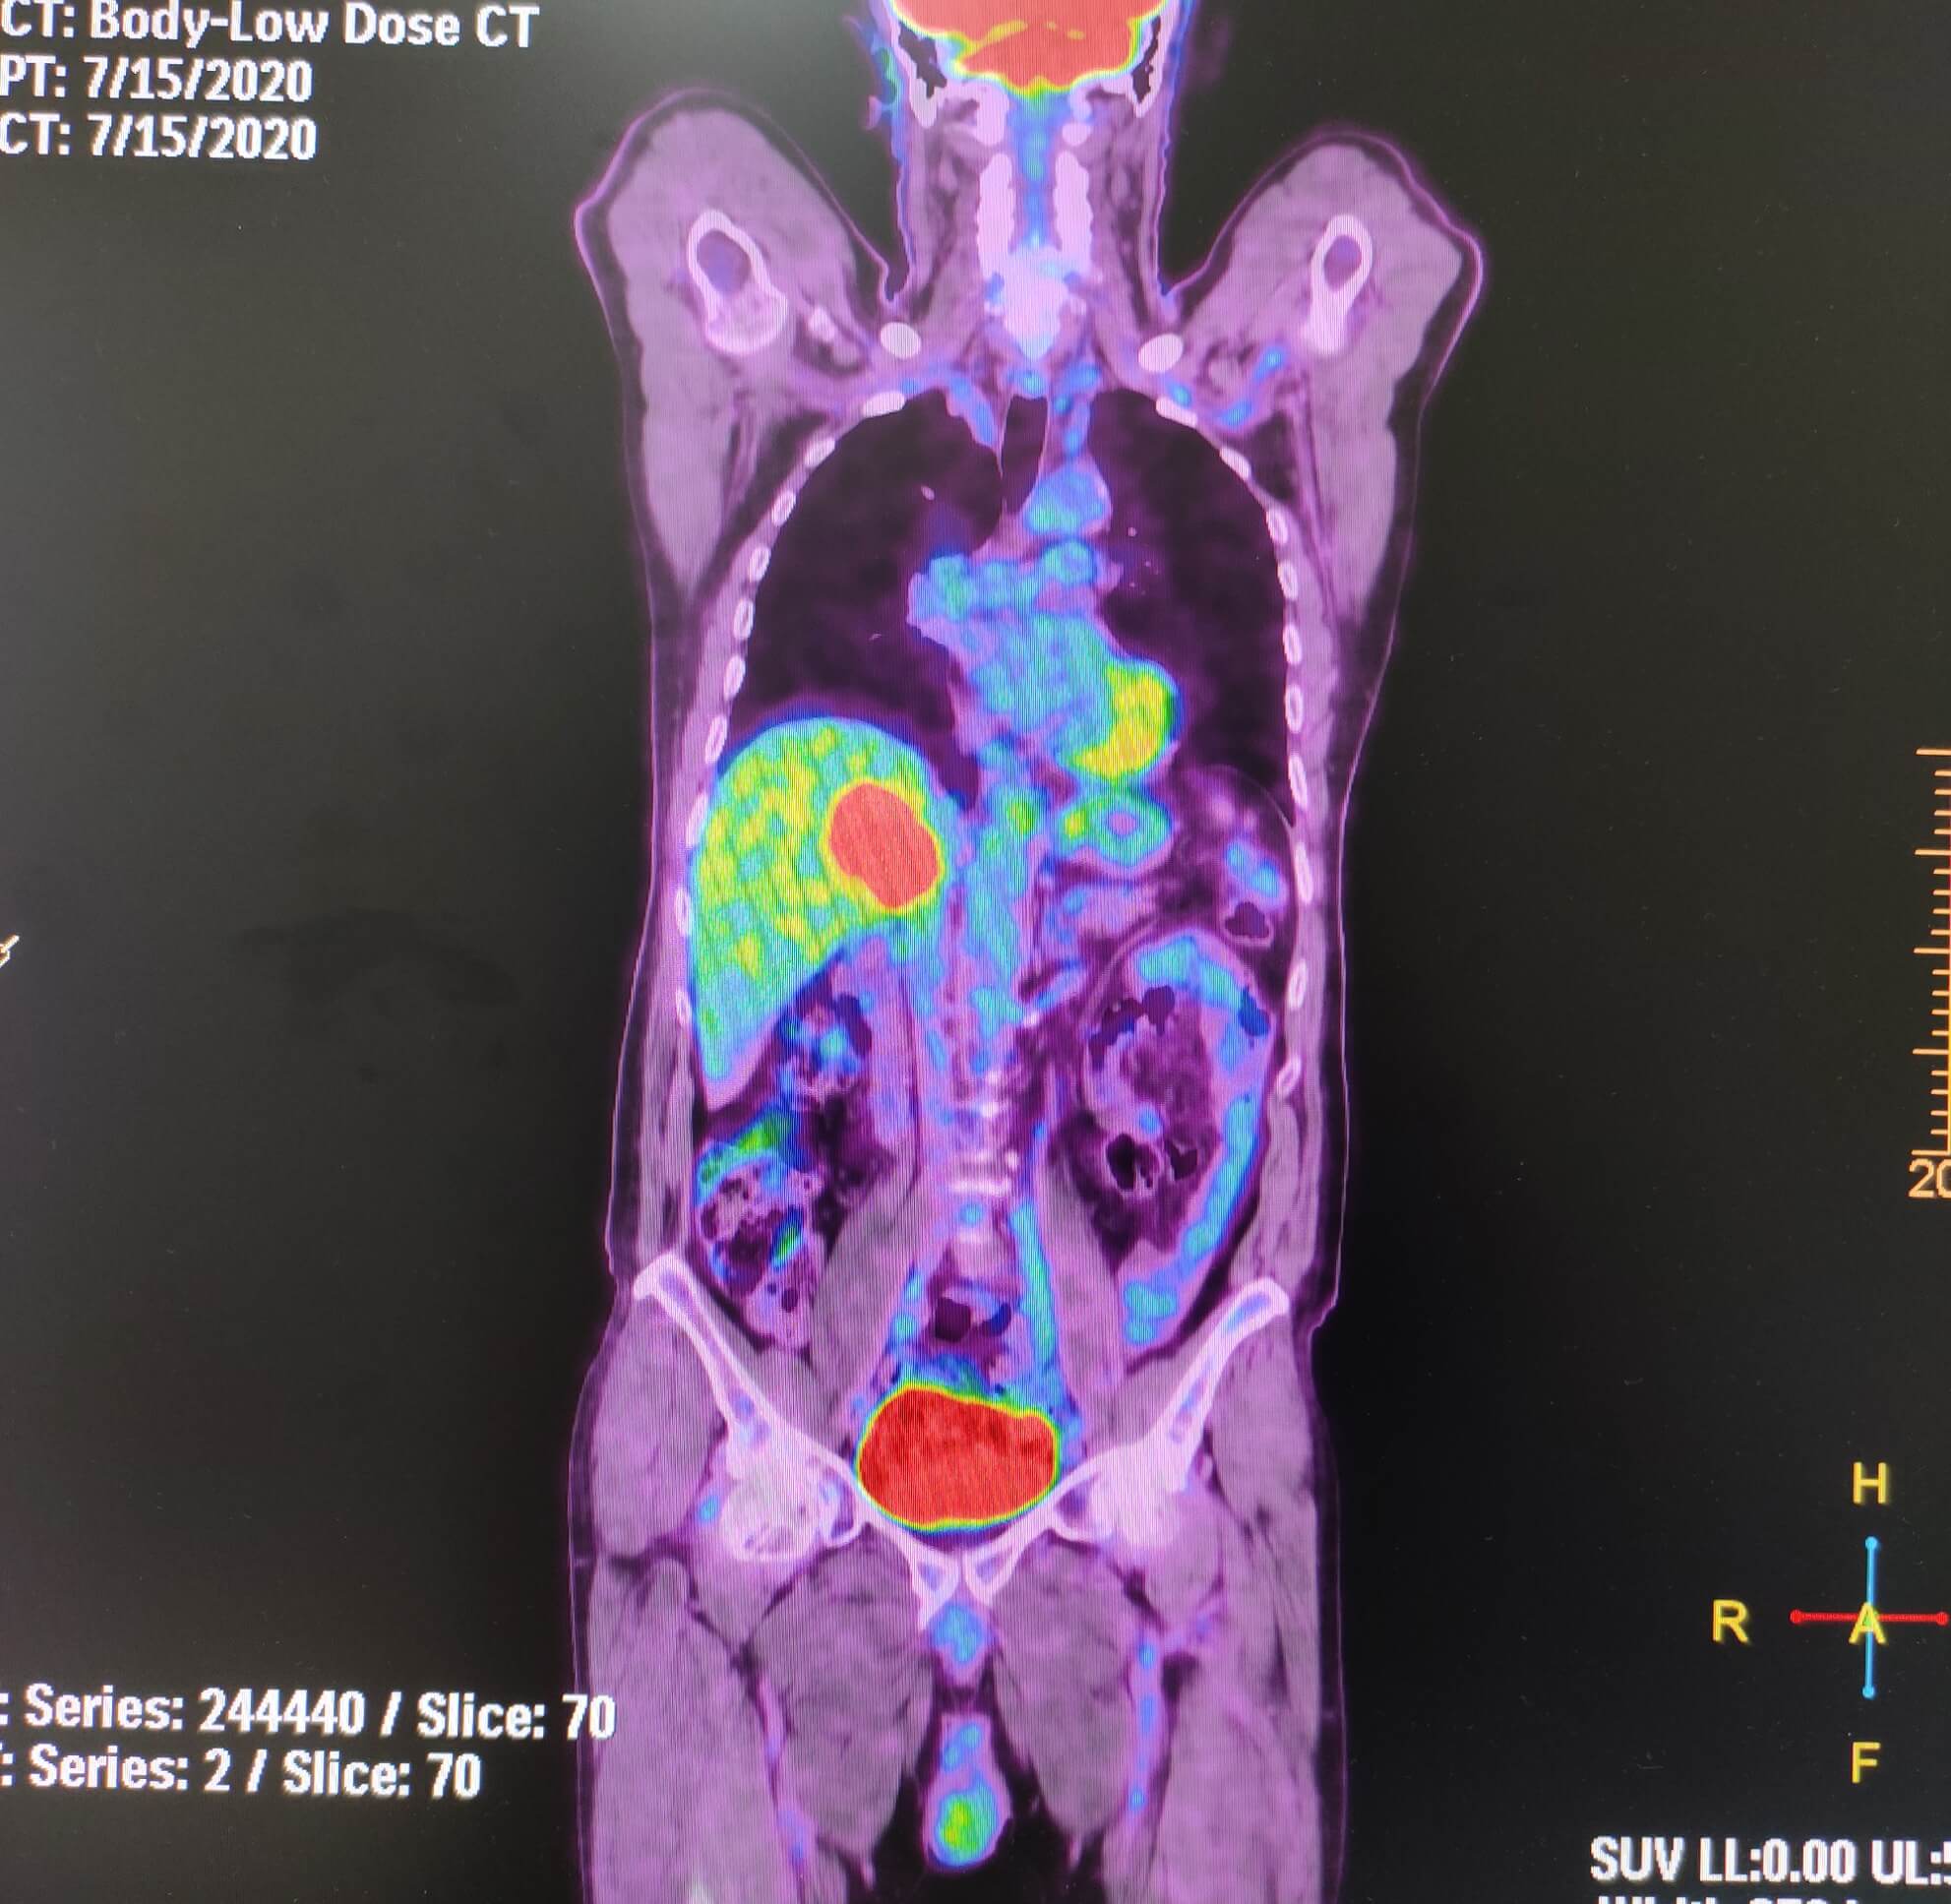 CT: Body-Low Dose CT
PT: 7/15/2020
CT: 7/15/2020
20
H
R
A
F
: Series: 244440 / Slice: 70
: Series: 2 / Slice: 70
SUV LL:0.00 UL: